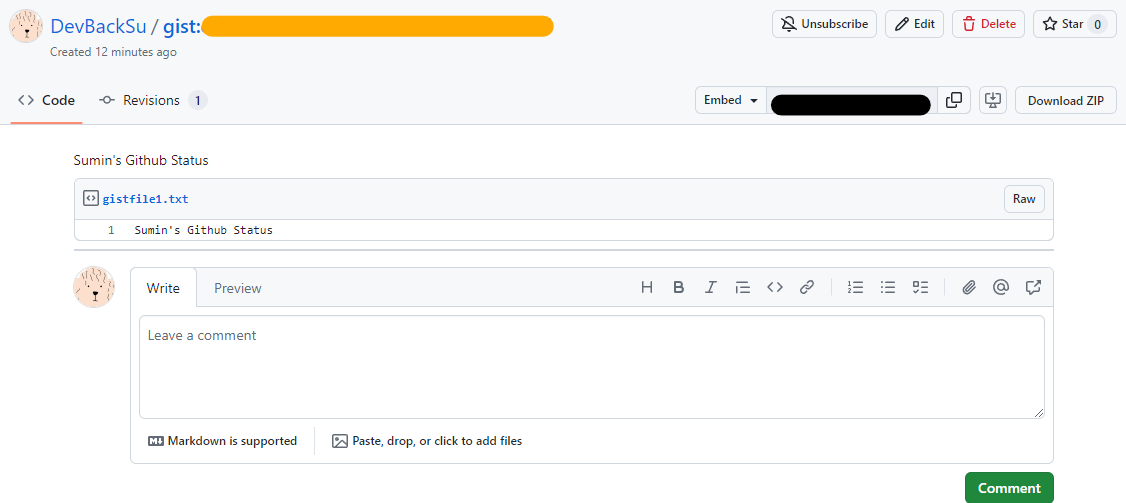 DevBackSu / gist:
Unsubscribe
Edit
Delete
Star 0
Created 12 minutes ago
Code
Revisions 1
Embed
Download ZIP
Sumin's Github Status
gistfile1.txt
Raw
1 Sumin's Github Status
Write
Preview
H B I
Leave a comment
Markdown is supported
Paste, drop, or click to add files
Comment